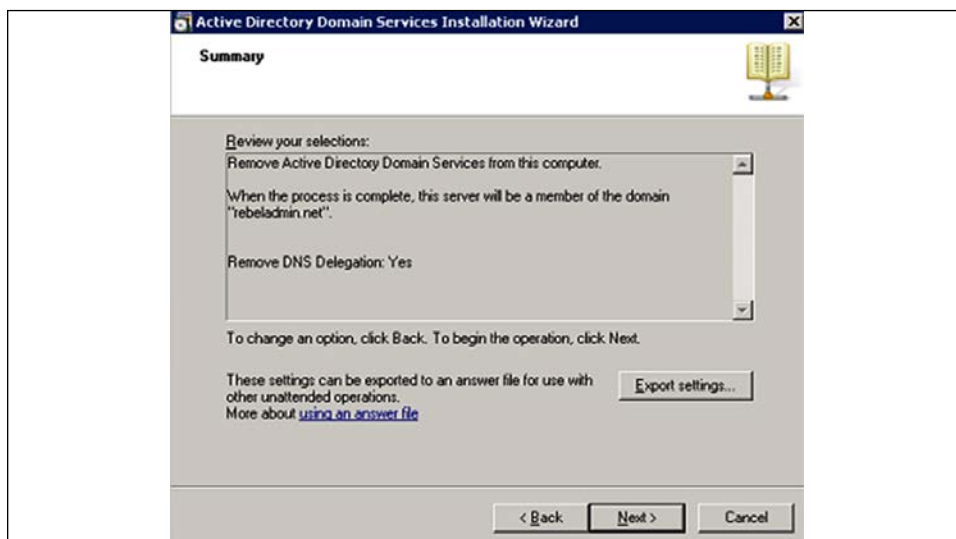 Active Directory Domain Services Installation Wizard
Summary
Review your selections:
Remove Active Directory Domain Services from this computer.
When the process is complete, this server will be a member of the domain
"rebeladmin.net".
Remove DNS Delegation: Yes
To change an option, click Back. To begin the operation, click Next.
These settings can be exported to an answer file for use with
other unattended operations.
More about using an answer file
Export settings...
< Back
Next >
Cancel